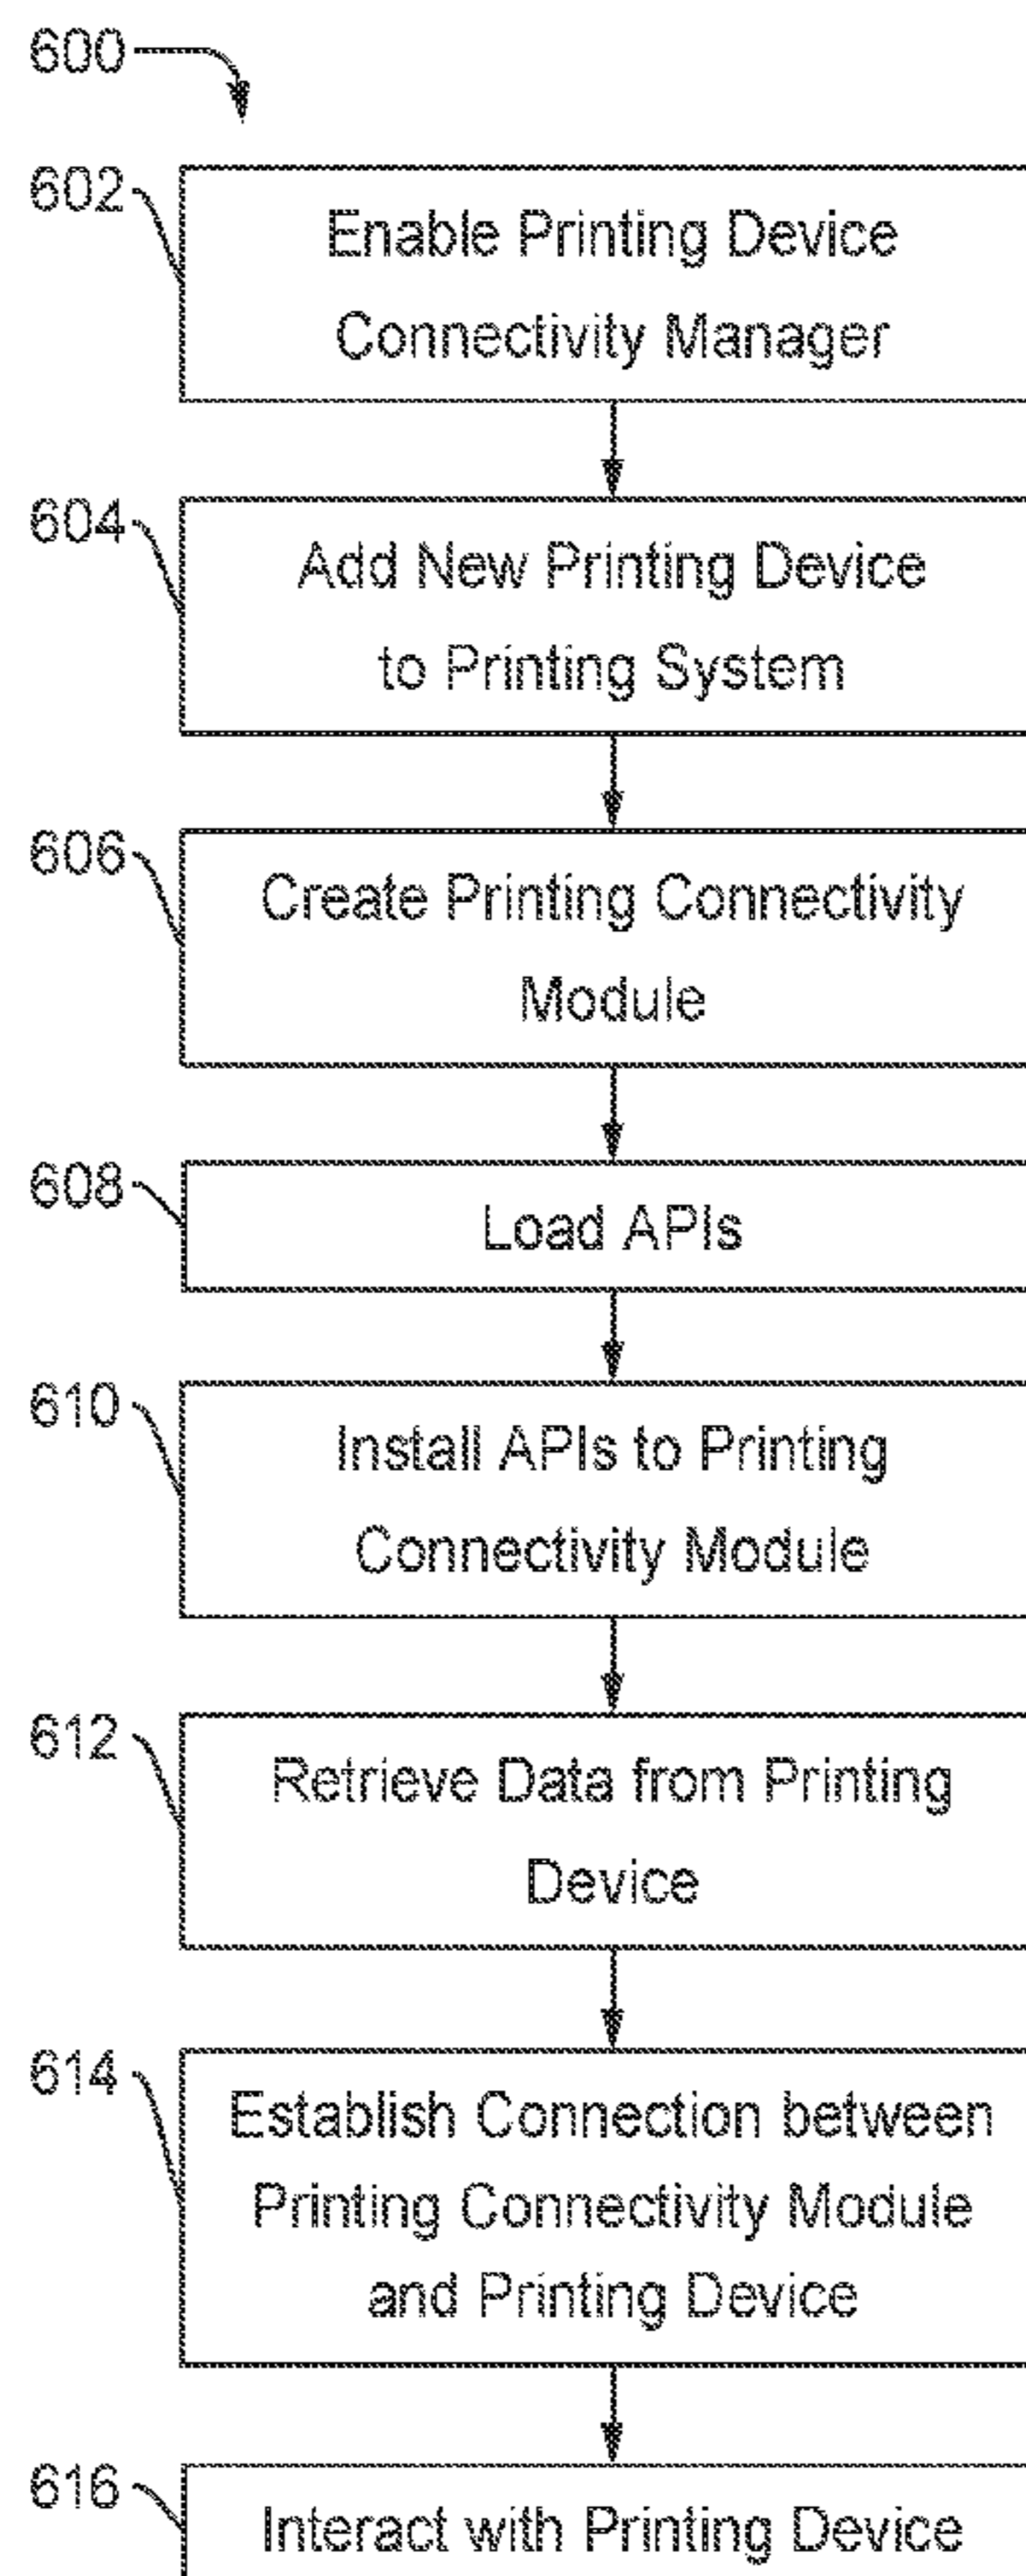 600
602
Enable Printing Device
Connectivity Manager
604
Add New Printing Device
to Printing System
606
Create Printing Connectivity
Module
608
Load APIs
610
Install APIs to Printing
Connectivity Module
612
Retrieve Data from Printing
Device
614
Establish Connection between
Printing Connectivity Module
and Printing Device
616
Interact with Printing Device